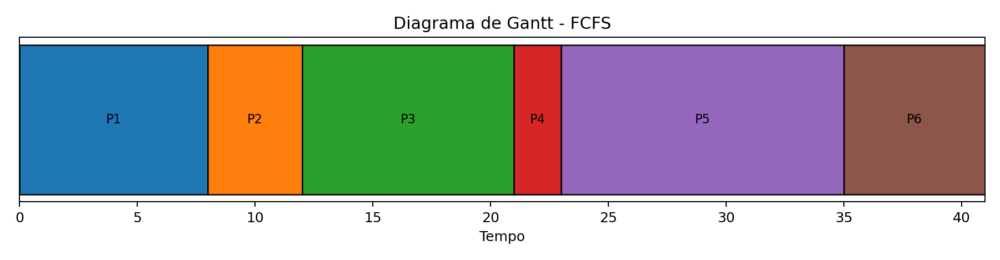 Diagrama de Gantt - FCFS
P1 P2 P3 P4 P5 P6
0 5 10 15 20 25 30 35 40
Tempo